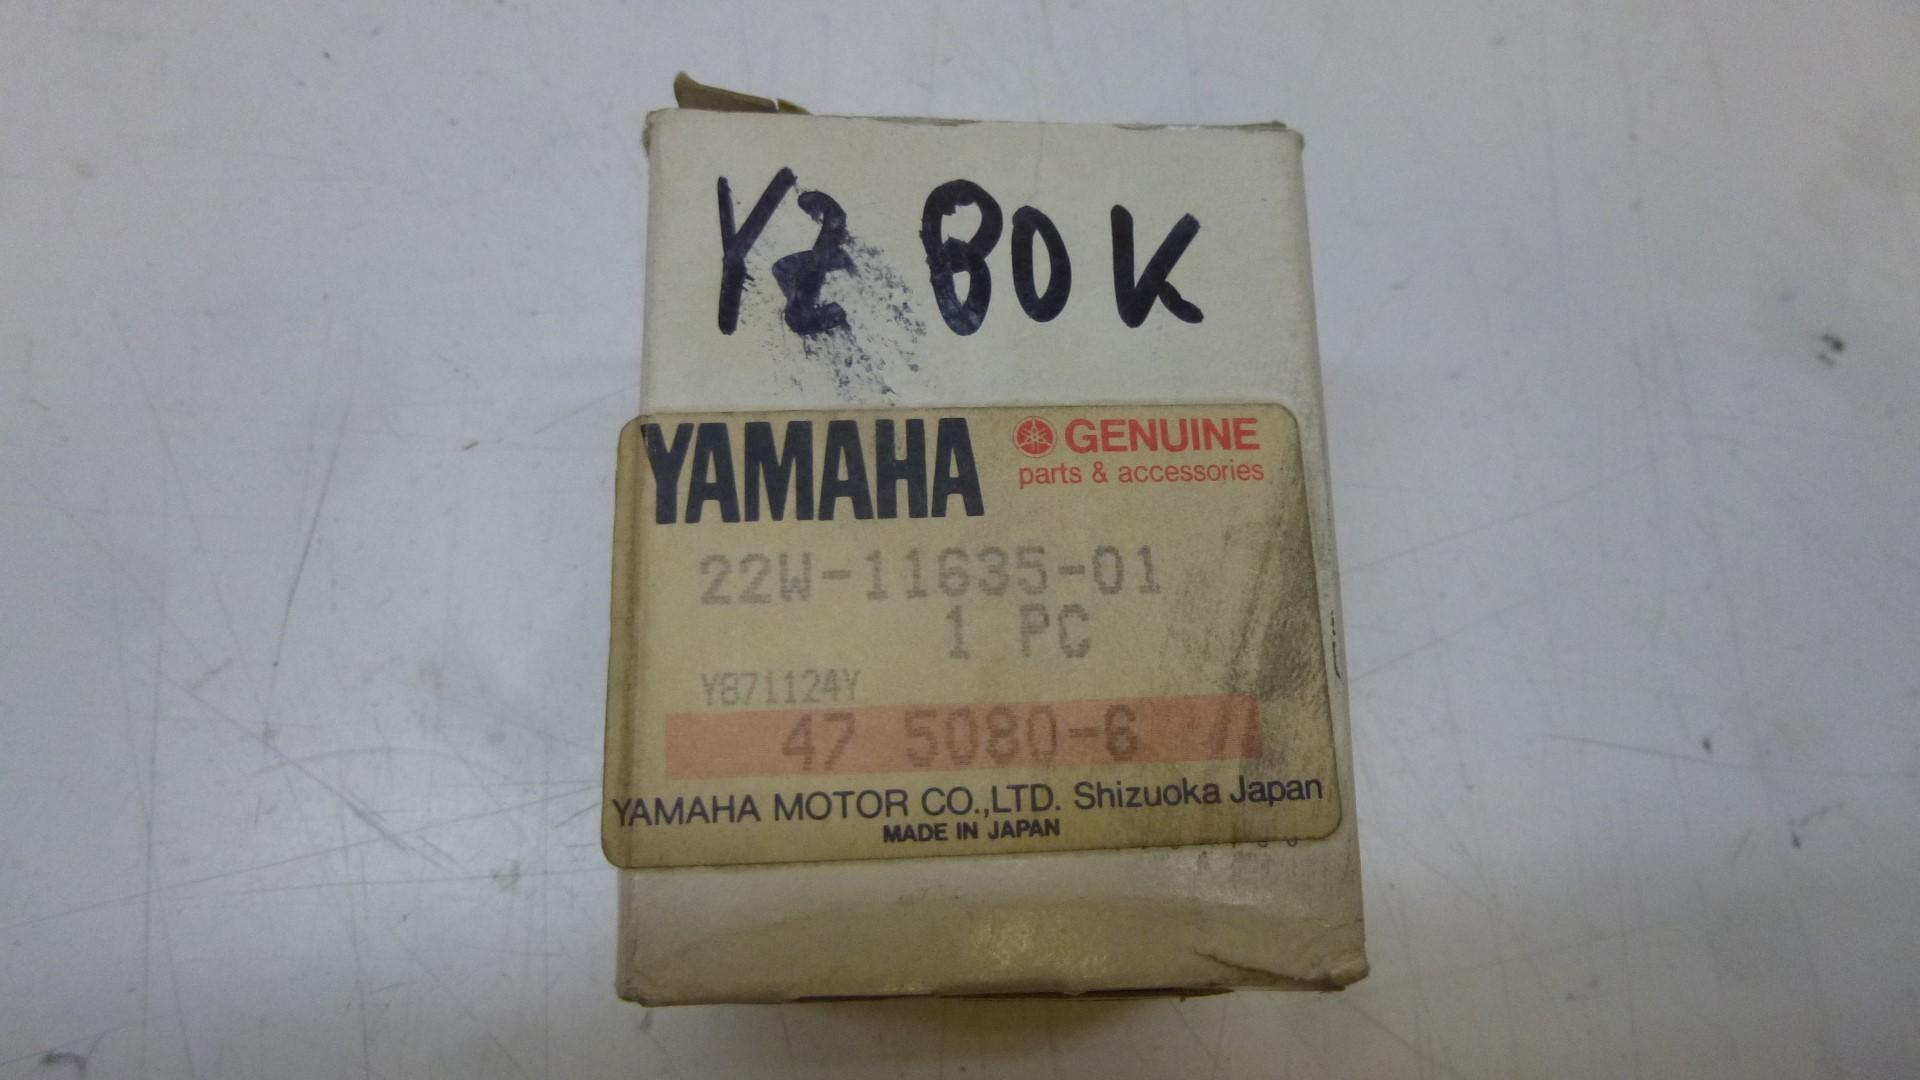 YZ 80 K
YAMAHA
GENUINE
parts & accessories
22W-11635-01
1 PC
Y871124Y
47 5080-6
YAMAHA MOTOR CO.,LTD. Shizuoka Japan
MADE IN JAPAN